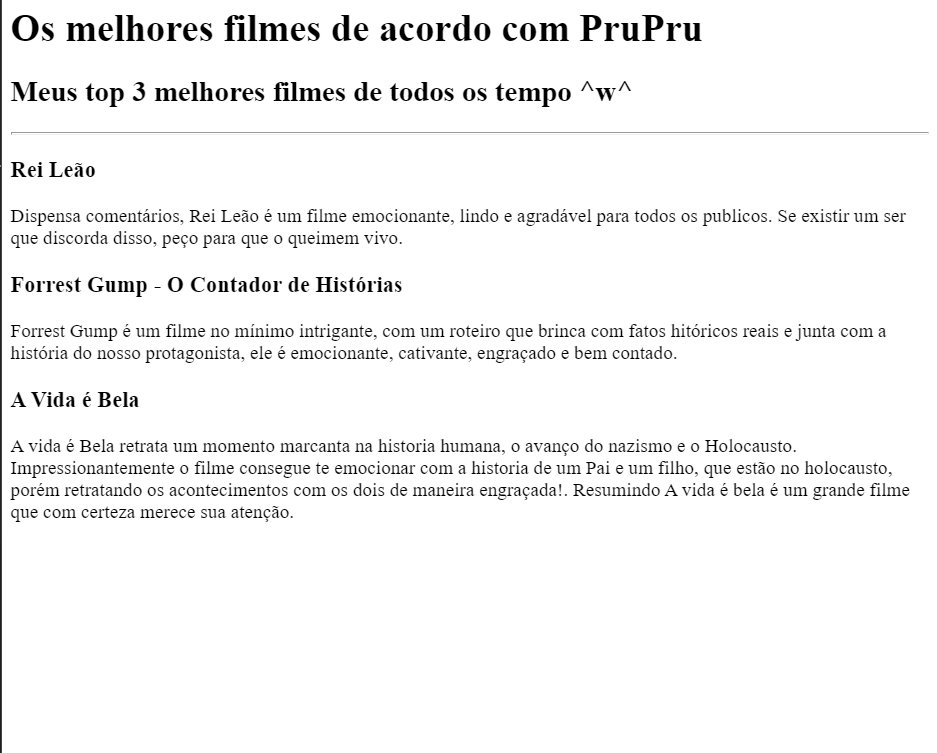 Os melhores filmes de acordo com PruPru
Meus top 3 melhores filmes de todos os tempo ^w^
Rei Leão
Dispensa comentários, Rei Leão é um filme emocionante, lindo e agradável para todos os publicos. Se existir um ser
que discorda disso, peço para que o queimem vivo.
Forrest Gump - O Contador de Histórias
Forrest Gump é um filme no mínimo intrigante, com um roteiro que brinca com fatos hitóricos reais e junta com a
história do nosso protagonista, ele é emocionante, cativante, engraçado e bem contado.
A Vida é Bela
A vida é Bela retrata um momento marcanta na historia humana, o avanço do nazismo e o Holocausto.
Impressionantemente o filme consegue te emocionar com a historia de um Pai e um filho, que estão no holocausto,
porém retratando os acontecimentos com os dois de maneira engraçada!. Resumindo A vida é bela é um grande filme
que com certeza merece sua atenção.